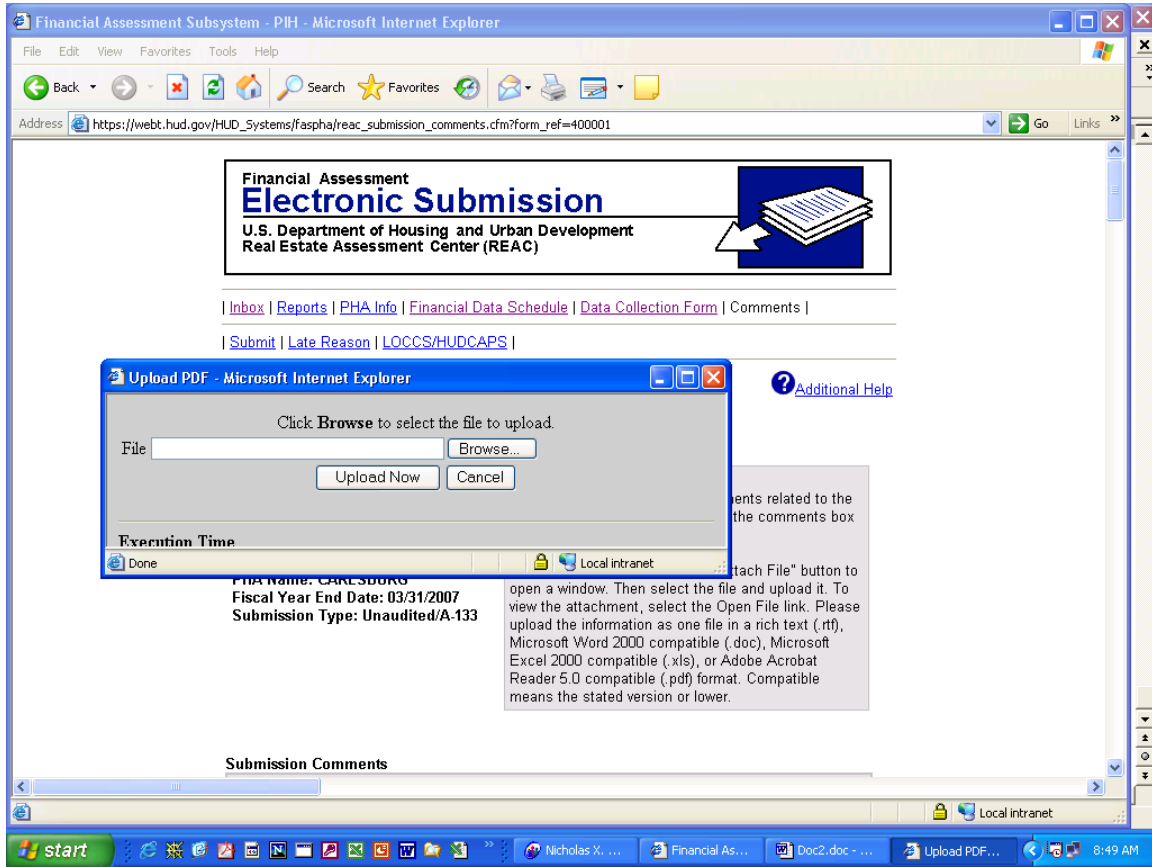 Financial Assessment Subsystem - PIH - Microsoft Internet Explorer
File Edit View Favorites Tools Help
Back Search Favorites
Address https://webt.hud.gov/HUD_Systems/faspha/reac_submission_comments.cfm?form_ref=400001 Go Links »
Financial Assessment
Electronic Submission
U.S. Department of Housing and Urban Development
Real Estate Assessment Center (REAC)
| Inbox | Reports | PHA Info | Financial Data Schedule | Data Collection Form | Comments |
| Submit | Late Reason | LOCCS/HUDCAPS |
Additional Help
Upload PDF - Microsoft Internet Explorer
Click Browse to select the file to upload.
File Browse...
Upload Now Cancel
Execution Time
Done Local intranet
ents related to the
the comments box
PHA Name: CARLSBURG
Fiscal Year End Date: 03/31/2007
Submission Type: Unaudited/A-133
ttach File" button to
open a window. Then select the file and upload it. To
view the attachment, select the Open File link. Please
upload the information as one file in a rich text (.rtf),
Microsoft Word 2000 compatible (.doc), Microsoft
Excel 2000 compatible (.xls), or Adobe Acrobat
Reader 5.0 compatible (.pdf) format. Compatible
means the stated version or lower.
Submission Comments
Local intranet
start Nicholas X. ... Financial As... Doc2.doc - ... Upload PDF... 8:49 AM